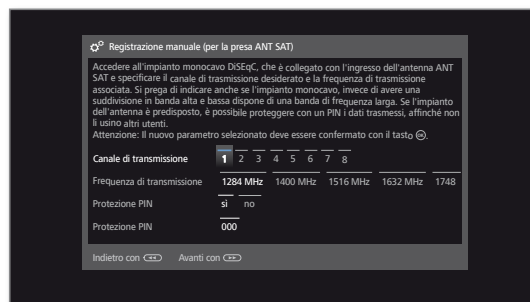 Registrazione manuale (per la presa ANT SAT)
Accedere all'impianto monocavo DiSEqC, che è collegato con l'ingresso dell'antenna ANT
SAT e specificare il canale di trasmissione desiderato e la frequenza di trasmissione
associata. Si prega di indicare anche se l'impianto monocavo, invece di avere una
suddivisione in banda alta e bassa dispone di una banda di frequenza larga. Se l'impianto
dell'antenna è predisposto, è possibile proteggere con un PIN i dati trasmessi, affinché non
li usino altri utenti.
Attenzione: Il nuovo parametro selezionato deve essere confermato con il tasto OK.
Canale di trasmissione 1 2 3 4 5 6 7 8
Frequenza di trasmissione 1284 MHz 1400 MHz 1516 MHz 1632 MHz 1748
Protezione PIN sì no
Protezione PIN 000
Indietro con Avanti con